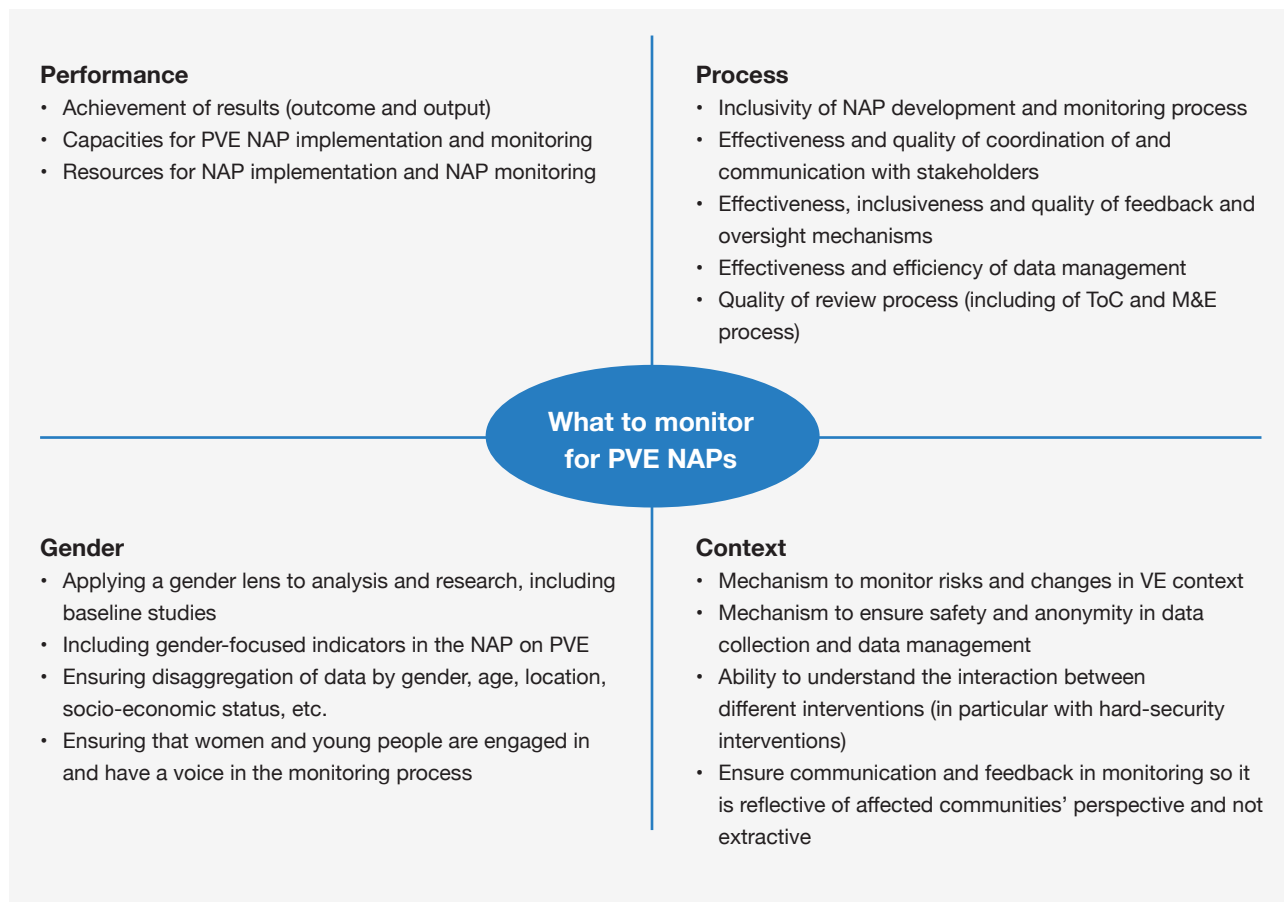 Performance
• Achievement of results (outcome and output)
• Capacities for PVE NAP implementation and monitoring
• Resources for NAP implementation and NAP monitoring
Process
• Inclusivity of NAP development and monitoring process
• Effectiveness and quality of coordination of and
communication with stakeholders
• Effectiveness, inclusiveness and quality of feedback and
oversight mechanisms
• Effectiveness and efficiency of data management
• Quality of review process (including of ToC and M&E
process)
What to monitor
for PVE NAPs
Gender
• Applying a gender lens to analysis and research, including
baseline studies
• Including gender-focused indicators in the NAP on PVE
• Ensuring disaggregation of data by gender, age, location,
socio-economic status, etc.
• Ensuring that women and young people are engaged in
and have a voice in the monitoring process
Context
• Mechanism to monitor risks and changes in VE context
• Mechanism to ensure safety and anonymity in data
collection and data management
• Ability to understand the interaction between
different interventions (in particular with hard-security
interventions)
• Ensure communication and feedback in monitoring so it
is reflective of affected communities’ perspective and not
extractive